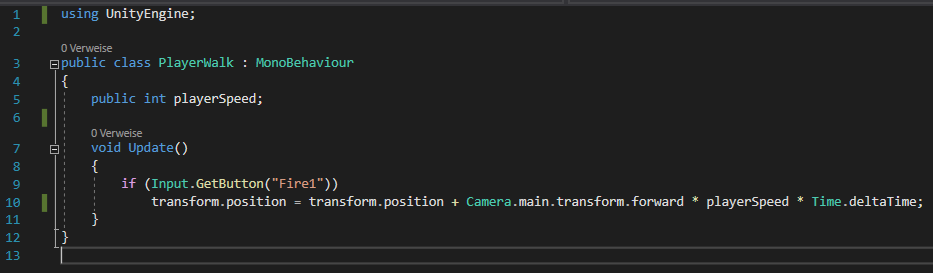 1 using UnityEngine;
2
0 Verweise
3 public class PlayerWalk : MonoBehaviour
4 {
5 public int playerSpeed;
6
0 Verweise
7 void Update()
8 {
9 if (Input.GetButton("Fire1"))
10 transform.position = transform.position + Camera.main.transform.forward * playerSpeed * Time.deltaTime;
11 }
12 }
13